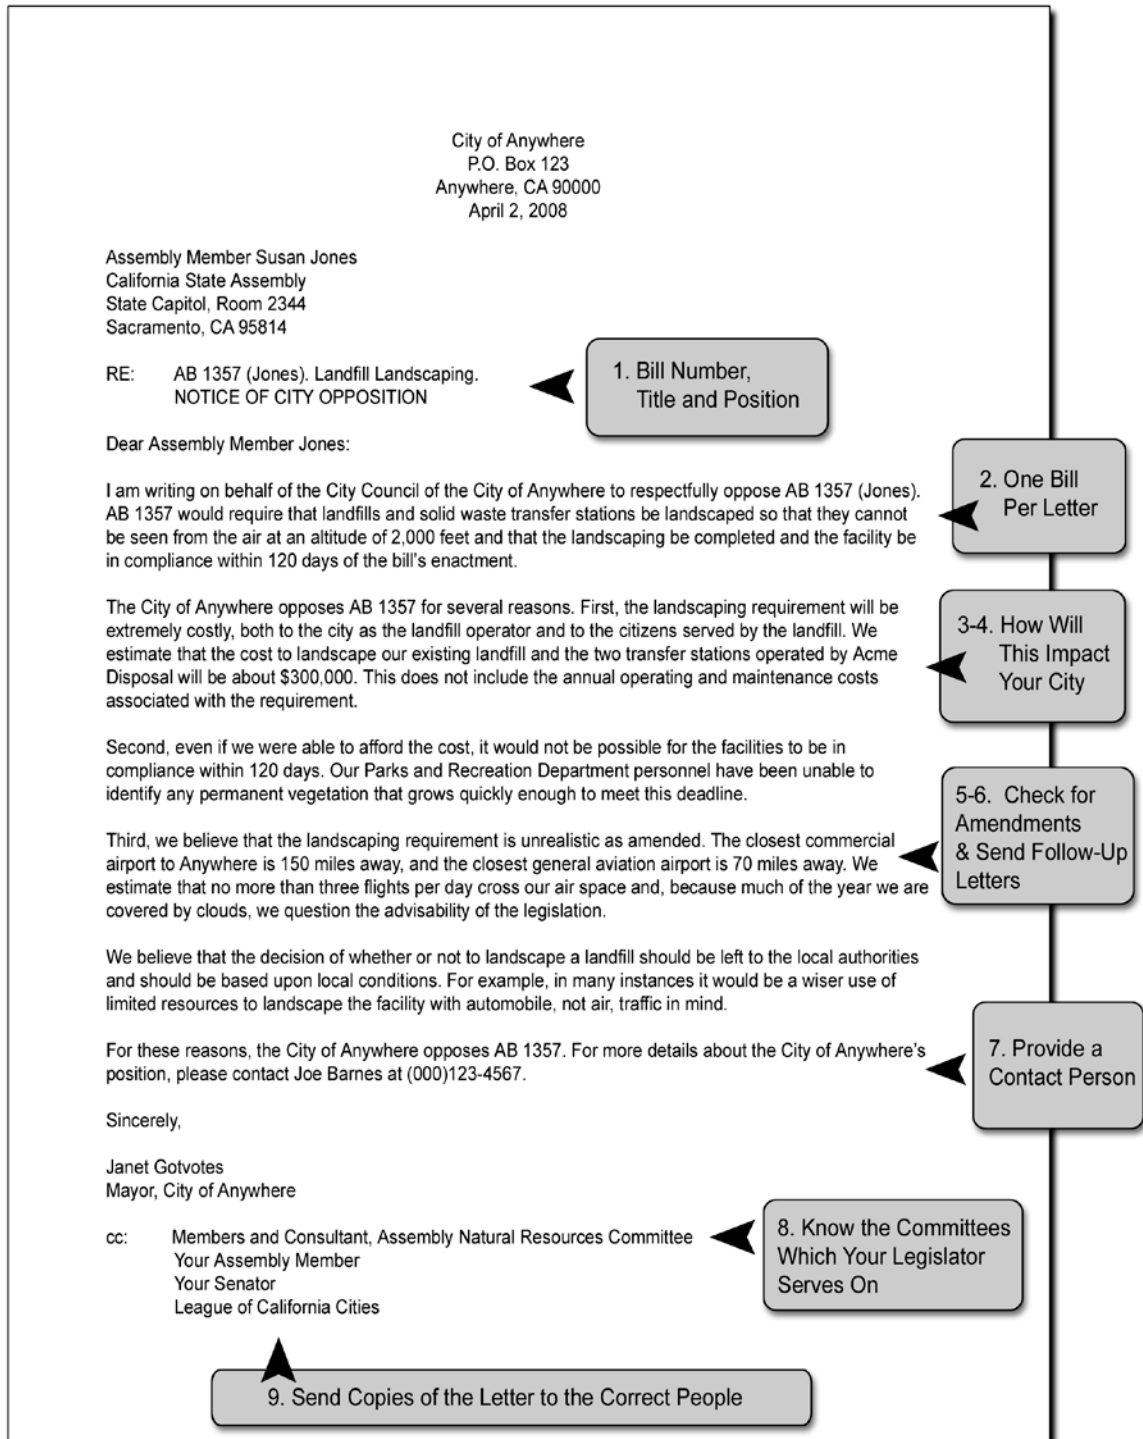 City of Anywhere
P.O. Box 123
Anywhere, CA 90000
April 2, 2008
Assembly Member Susan Jones
California State Assembly
State Capitol, Room 2344
Sacramento, CA 95814
RE: AB 1357 (Jones). Landfill Landscaping.
NOTICE OF CITY OPPOSITION
1. Bill Number,
Title and Position
Dear Assembly Member Jones:
I am writing on behalf of the City Council of the City of Anywhere to respectfully oppose AB 1357 (Jones).
AB 1357 would require that landfills and solid waste transfer stations be landscaped so that they cannot
be seen from the air at an altitude of 2,000 feet and that the landscaping be completed and the facility be
in compliance within 120 days of the bill's enactment.
2. One Bill
Per Letter
The City of Anywhere opposes AB 1357 for several reasons. First, the landscaping requirement will be
extremely costly, both to the city as the landfill operator and to the citizens served by the landfill. We
estimate that the cost to landscape our existing landfill and the two transfer stations operated by Acme
Disposal will be about $300,000. This does not include the annual operating and maintenance costs
associated with the requirement.
3-4. How Will
This Impact
Your City
Second, even if we were able to afford the cost, it would not be possible for the facilities to be in
compliance within 120 days. Our Parks and Recreation Department personnel have been unable to
identify any permanent vegetation that grows quickly enough to meet this deadline.
Third, we believe that the landscaping requirement is unrealistic as amended. The closest commercial
airport to Anywhere is 150 miles away, and the closest general aviation airport is 70 miles away. We
estimate that no more than three flights per day cross our air space and, because much of the year we are
covered by clouds, we question the advisability of the legislation.
5-6. Check for
Amendments
& Send Follow-Up
Letters
We believe that the decision of whether or not to landscape a landfill should be left to the local authorities
and should be based upon local conditions. For example, in many instances it would be a wiser use of
limited resources to landscape the facility with automobile, not air, traffic in mind.
For these reasons, the City of Anywhere opposes AB 1357. For more details about the City of Anywhere's
position, please contact Joe Barnes at (000)123-4567.
7. Provide a
Contact Person
Sincerely,
Janet Gotvotes
Mayor, City of Anywhere
cc: Members and Consultant, Assembly Natural Resources Committee
Your Assembly Member
Your Senator
League of California Cities
8. Know the Committees
Which Your Legislator
Serves On
9. Send Copies of the Letter to the Correct People